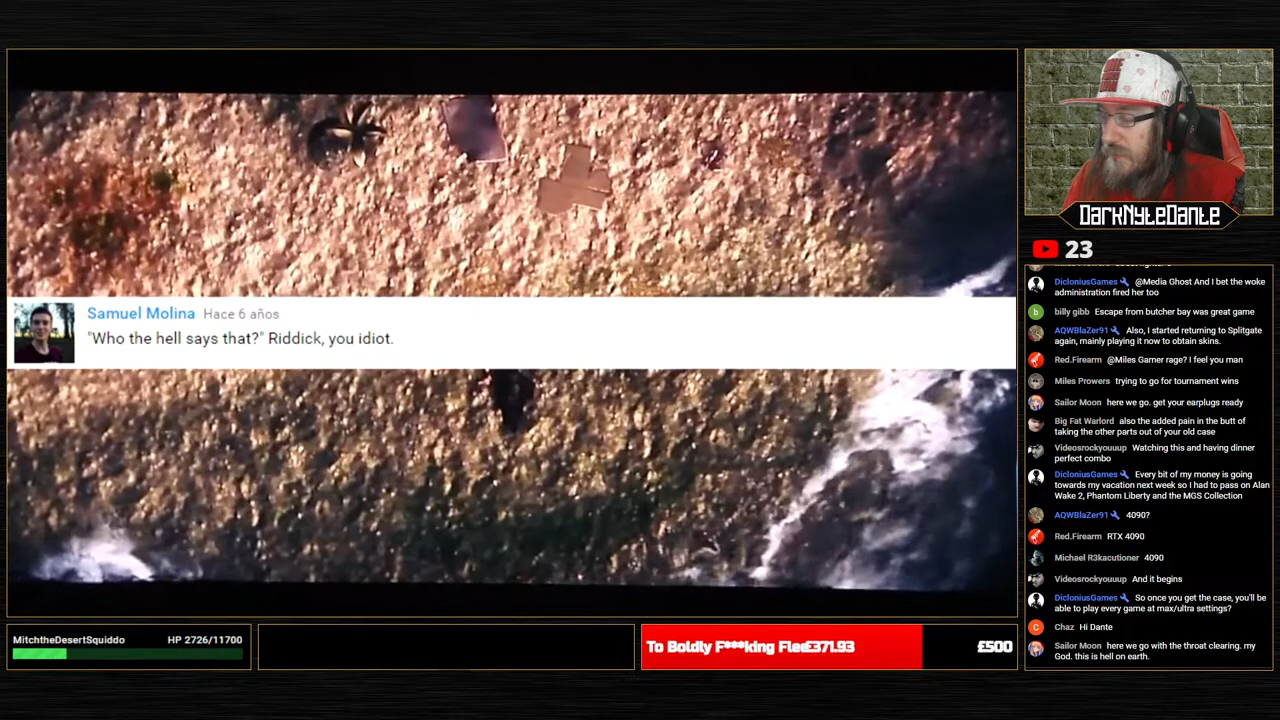 Samuel Molina Hace 6 años
"Who the hell says that?" Riddick, you idiot.
MitchtheDesertSquiddo HP 2726/11700
To Boldly F***king Flee£371.93 £500
DarkNyteDante
23
DicloniusGames @Media Ghost And I bet the woke
administration fired her too
billy gibb Escape from butcher bay was great game
AQWBlaZer91 Also, I started returning to Splitgate
again, mainly playing it now to obtain skins.
Red.Firearm @Miles Gamer rage? I feel you man
Miles Prowers trying to go for tournament wins
Sailor Moon here we go. get your earplugs ready
Big Fat Warlord also the added pain in the butt of
taking the other parts out of your old case
Videosrockyouuup Watching this and having dinner
perfect combo
DicloniusGames Every bit of my money is going
towards my vacation next week so I had to pass on Alan
Wake 2, Phantom Liberty and the MGS Collection
AQWBlaZer91 4090?
Red.Firearm RTX 4090
Michael R3kacutioner 4090
Videosrockyouuup And it begins
DicloniusGames So once you get the case, you'll be
able to play every game at max/ultra settings?
Chaz Hi Dante
Sailor Moon here we go with the throat clearing. my
God. this is hell on earth.